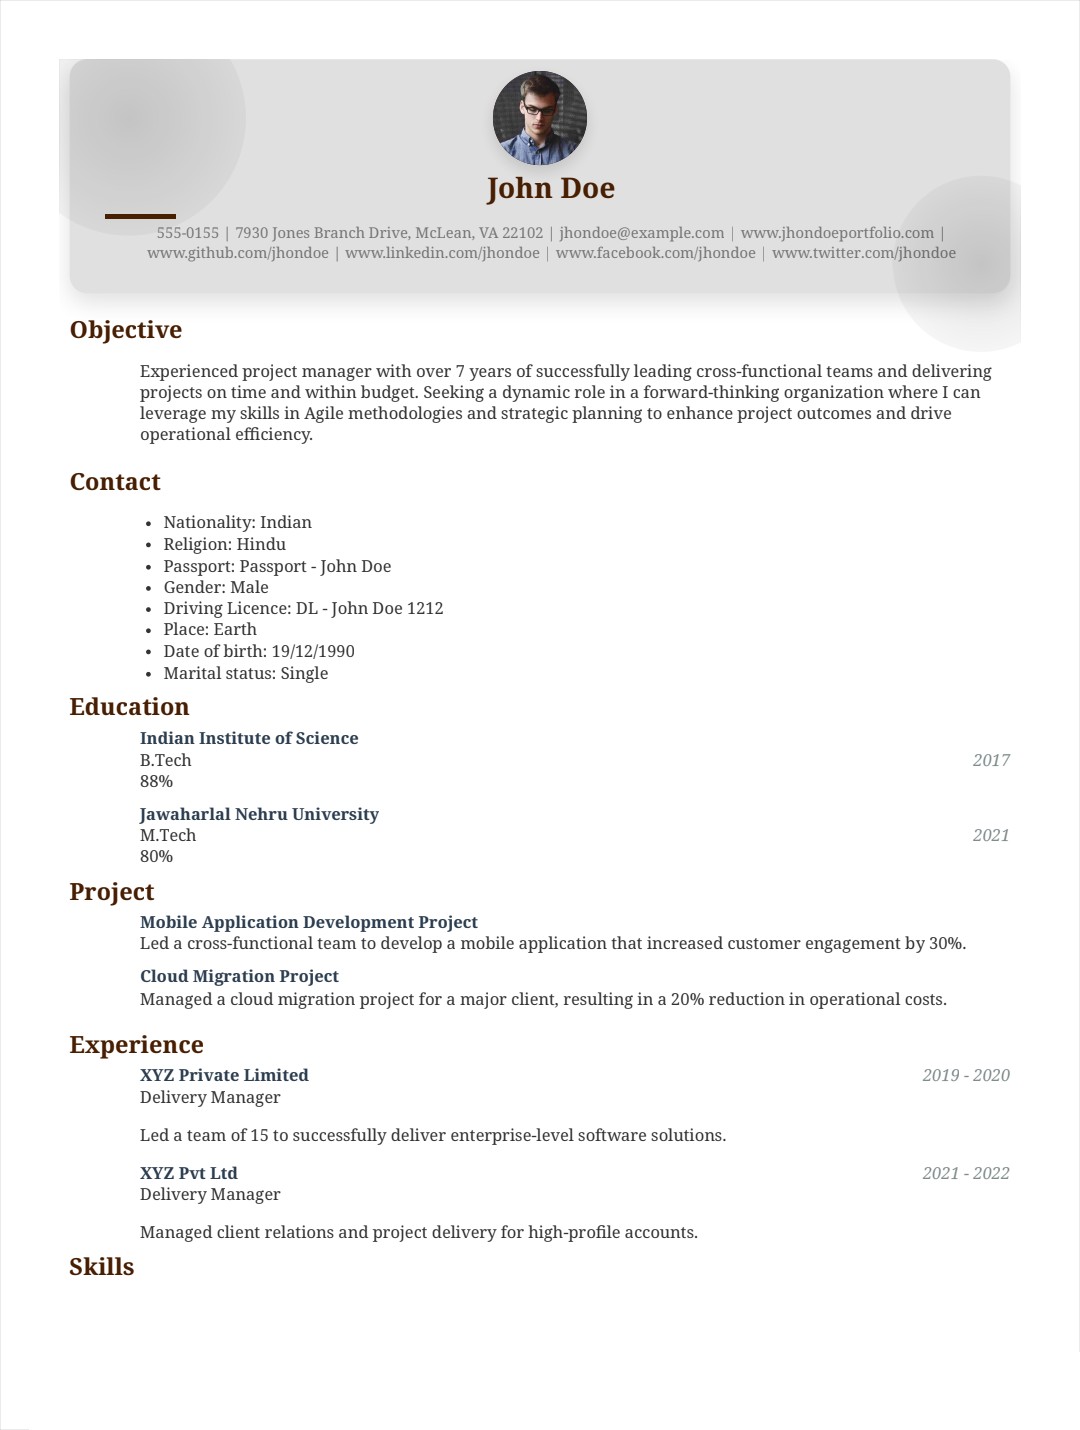 John Doe
555-0155 | 7930 Jones Branch Drive, McLean, VA 22102 | jhondoe@example.com | www.jhondoeportfolio.com |
www.github.com/jhondoe | www.linkedin.com/jhondoe | www.facebook.com/jhondoe | www.twitter.com/jhondoe
Objective
Experienced project manager with over 7 years of successfully leading cross-functional teams and delivering
projects on time and within budget. Seeking a dynamic role in a forward-thinking organization where I can
leverage my skills in Agile methodologies and strategic planning to enhance project outcomes and drive
operational efficiency.
Contact
• Nationality: Indian
• Religion: Hindu
• Passport: Passport - John Doe
• Gender: Male
• Driving Licence: DL - John Doe 1212
• Place: Earth
• Date of birth: 19/12/1990
• Marital status: Single
Education
Indian Institute of Science
B.Tech 2017
88%
Jawaharlal Nehru University
M.Tech 2021
80%
Project
Mobile Application Development Project
Led a cross-functional team to develop a mobile application that increased customer engagement by 30%.
Cloud Migration Project
Managed a cloud migration project for a major client, resulting in a 20% reduction in operational costs.
Experience
XYZ Private Limited 2019 - 2020
Delivery Manager
Led a team of 15 to successfully deliver enterprise-level software solutions.
XYZ Pvt Ltd 2021 - 2022
Delivery Manager
Managed client relations and project delivery for high-profile accounts.
Skills